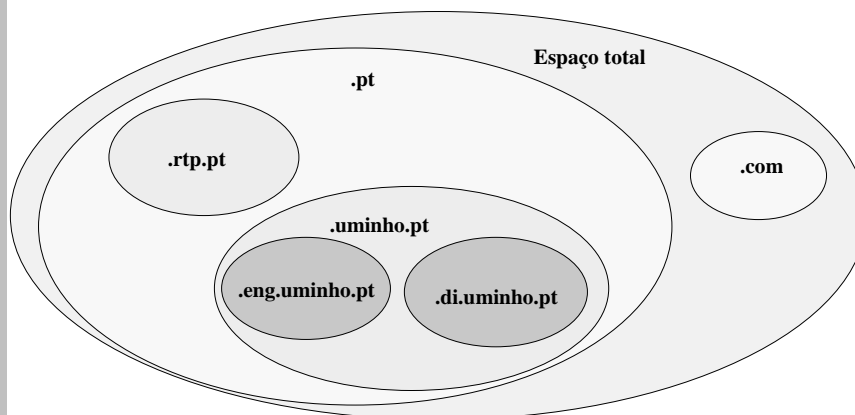 Espaço total
.pt
.rtp.pt
.com
.uminho.pt
.eng.uminho.pt
.di.uminho.pt